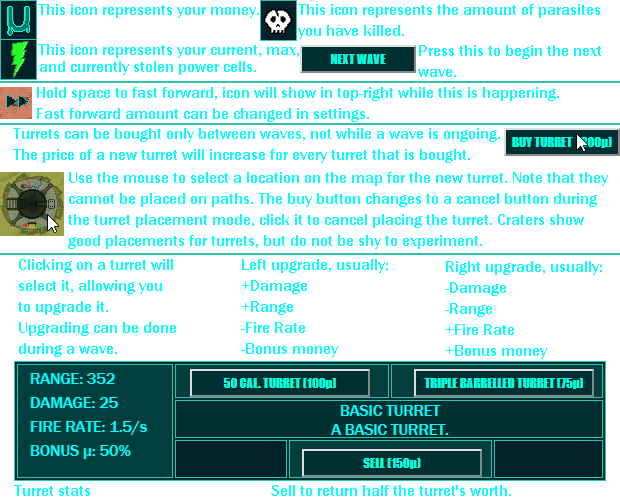 This icon represents your money.
This icon represents the amount of parasites
you have killed.
This icon represents your current, max,
and currently stolen power cells.
NEXT WAVE
Press this to begin the next
wave.
Hold space to fast forward, icon will show in top-right while this is happening.
Fast forward amount can be changed in settings.
Turrets can be bought only between waves, not while a wave is ongoing.
The price of a new turret will increase for every turret that is bought.
BUY TURRET
Use the mouse to select a location on the map for the new turret. Note that they
cannot be placed on paths. The buy button changes to a cancel button during
the turret placement mode, click it to cancel placing the turret. Craters show
good placements for turrets, but do not be shy to experiment.
Clicking on a turret will
select it, allowing you
to upgrade it.
Upgrading can be done
during a wave.
Left upgrade, usually:
+Damage
+Range
-Fire Rate
-Bonus money
Right upgrade, usually:
-Damage
-Range
+Fire Rate
+Bonus money
RANGE: 352
DAMAGE: 25
FIRE RATE: 1.5/s
BONUS µ: 50%
50 CAL. TURRET (100µ)
TRIPLE BARRELLED TURRET (75µ)
BASIC TURRET
A BASIC TURRET.
SELL (150µ)
Turret stats
Sell to return half the turret's worth.